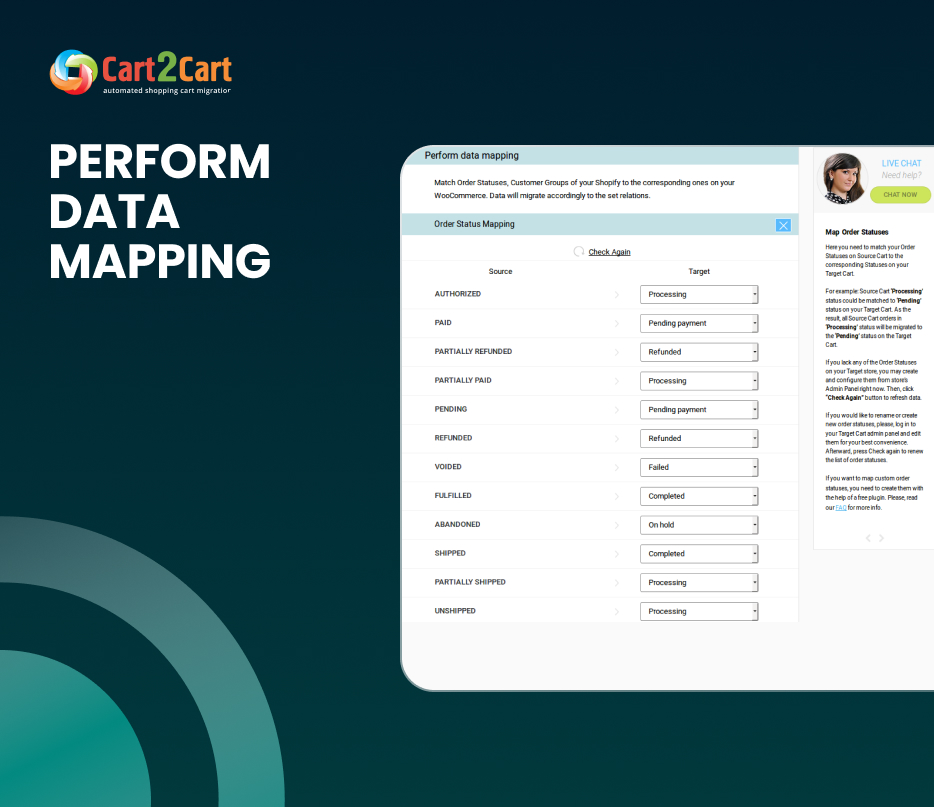 Cart2Cart
automated shopping cart migration
PERFORM
DATA
MAPPING
Perform data mapping
Match Order Statuses, Customer Groups of your Shopify to the corresponding ones on your
WooCommerce. Data will migrate accordingly to the set relations.
Order Status Mapping
Check Again
Source Target
AUTHORIZED Processing
PAID Pending payment
PARTIALLY REFUNDED Refunded
PARTIALLY PAID Processing
PENDING Pending payment
REFUNDED Refunded
VOIDED Failed
FULFILLED Completed
ABANDONED On hold
SHIPPED Completed
PARTIALLY SHIPPED Processing
UNSHIPPED Processing
LIVE CHAT
Need help?
CHAT NOW
Map Order Statuses
Here you need to match your Order
Statuses on Source Cart to the
corresponding Statuses on your
Target Cart.
For example: Source Cart 'Processing'
status could be matched to 'Pending'
status on your Target Cart. As the
result, all Source Cart orders in
'Processing' status will be migrated to
the 'Pending' status on the Target
Cart.
If you lack any of the Order Statuses
on your Target store, you may create
and configure them from store's
Admin Panel right now. Then, click
"Check Again" button to refresh data.
If you would like to rename or create
new order statuses, please, log in to
your Target Cart admin panel and edit
them for your best convenience.
Afterward, press Check again to renew
the list of order statuses.
If you want to map custom order
statuses, you need to create them with
the help of a free plugin. Please, read
our FAQ for more info.